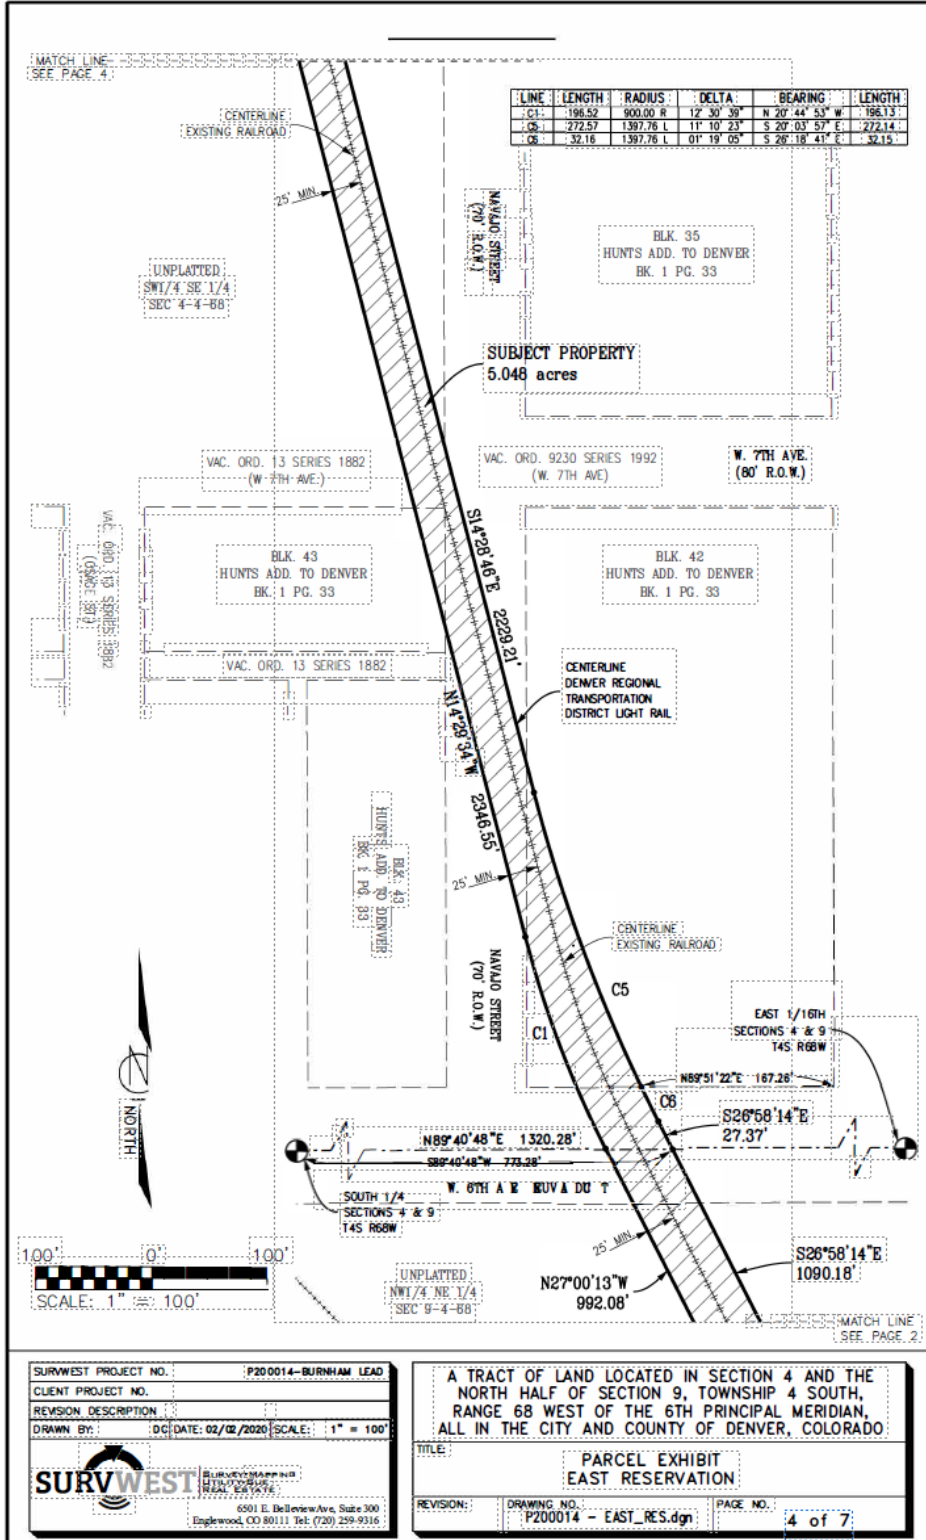 MATCH LINE
SEE PAGE 4
CENTERLINE
EXISTING RAILROAD
25' MIN.
LINE LENGTH RADIUS DELTA BEARING LENGTH
C1 196.52 900.00 R 12° 30' 39" N 20° 44' 53" W 196.13
C5 272.57 1397.76 L 11° 10' 23" S 20° 03' 57" E 272.14
C6 32.16 1397.76 L 01° 19' 05" S 26° 18' 41" E 32.15
NAVAJO STREET
(70' R.O.W.)
BLK. 35
HUNTS ADD. TO DENVER
BK. 1 PG. 33
UNPLATTED
SW1/4 SE 1/4
SEC 4-4-68
SUBJECT PROPERTY
5.048 acres
VAC. ORD. 13 SERIES 1882
(W 7TH AVE.)
VAC. ORD. 9230 SERIES 1992
(W. 7TH AVE)
W. 7TH AVE.
(80' R.O.W.)
VAC. ORD. 13 SERIES 1882
(OSAGE ST.)
BLK. 43
HUNTS ADD. TO DENVER
BK. 1 PG. 33
S14°28'46"E 2229.21'
BLK. 42
HUNTS ADD. TO DENVER
BK. 1 PG. 33
VAC. ORD. 13 SERIES 1882
CENTERLINE
DENVER REGIONAL
TRANSPORTATION
DISTRICT LIGHT RAIL
N14°29'34"W
2346.55'
BLK. 43
HUNTS ADD. TO DENVER
BK. 1 PG. 33
25' MIN.
CENTERLINE
EXISTING RAILROAD
NAVAJO STREET
(70' R.O.W.)
C5
C1
EAST 1/16TH
SECTIONS 4 & 9
T4S R68W
N89°51'22"E 167.26'
C6
S26°58'14"E
27.37'
NORTH
N89°40'48"E 1320.28'
S89°40'48"W 773.28'
W. 6TH A E EUV A DU T
SOUTH 1/4
SECTIONS 4 & 9
T4S R68W
25' MIN.
100' 0' 100'
SCALE: 1" = 100'
UNPLATTED
NW1/4 NE 1/4
SEC 9-4-68
N27°00'13"W
992.08'
S26°58'14"E
1090.18'
MATCH LINE
SEE PAGE 2
SURVWEST PROJECT NO. P200014-BURNHAM LEAD
CLIENT PROJECT NO.
REVISION DESCRIPTION
DRAWN BY: DG DATE: 02/02/2020 SCALE: 1" = 100'
SURVWEST
SURVEY/MAPPING
UTILITY/SUE
REAL ESTATE
6501 E. Belleview Ave, Suite 300
Englewood, CO 80111 Tel: (720) 259-9316
A TRACT OF LAND LOCATED IN SECTION 4 AND THE
NORTH HALF OF SECTION 9, TOWNSHIP 4 SOUTH,
RANGE 68 WEST OF THE 6TH PRINCIPAL MERIDIAN,
ALL IN THE CITY AND COUNTY OF DENVER, COLORADO
TITLE:
PARCEL EXHIBIT
EAST RESERVATION
REVISION: DRAWING NO. PAGE NO.
P200014 - EAST_RES.dgn 4 of 7